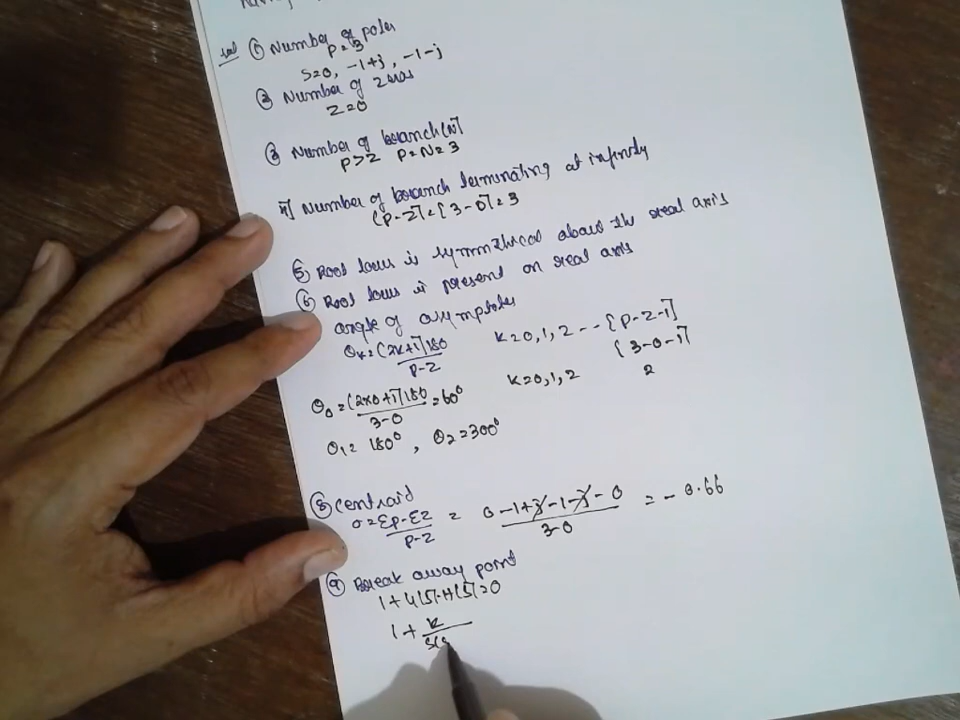 Sol ① Number of poles
P=3
S=0, -1+j, -1-j
② Number of zeros
Z=0
③ Number of branch(N)
P>Z P=N=3
4] Number of branch terminating at infinity
(P-Z]=[3-0]=3
⑤ Root locus is symmetrical about the real axis
⑥ Root locus is present on real axis
angle of asymptotes
θk=(2k+1]180/P-Z K=0,1,2--[P-Z-1]
[3-0-1]
θ0=(2x0+1]180/3-0=60° K=0,1,2 2
θ1=180°, θ2=300°
⑧ Centroid
σ=Σp-Σz/P-Z = 0-1+j-1-j-0/3-0 = -0.66
⑨ Break away point
1+G(S).H(S)=0
1+K/S(S